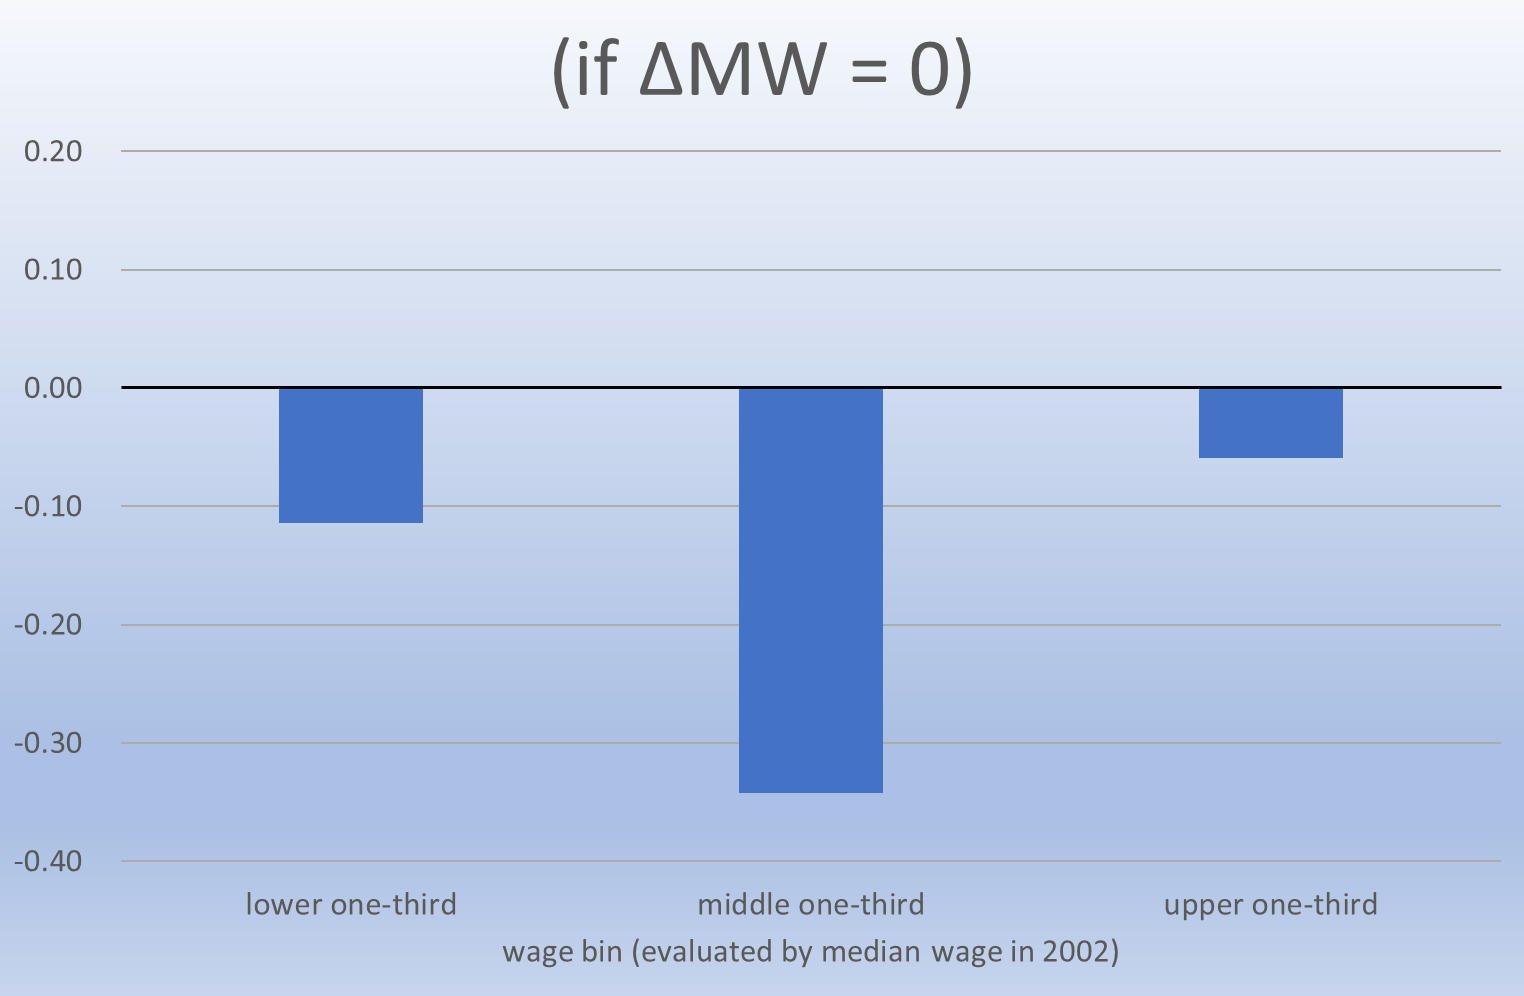 (if ΔMW = 0)
0.20
0.10
0.00
-0.10
-0.20
-0.30
-0.40
lower one-third middle one-third upper one-third
wage bin (evaluated by median wage in 2002)